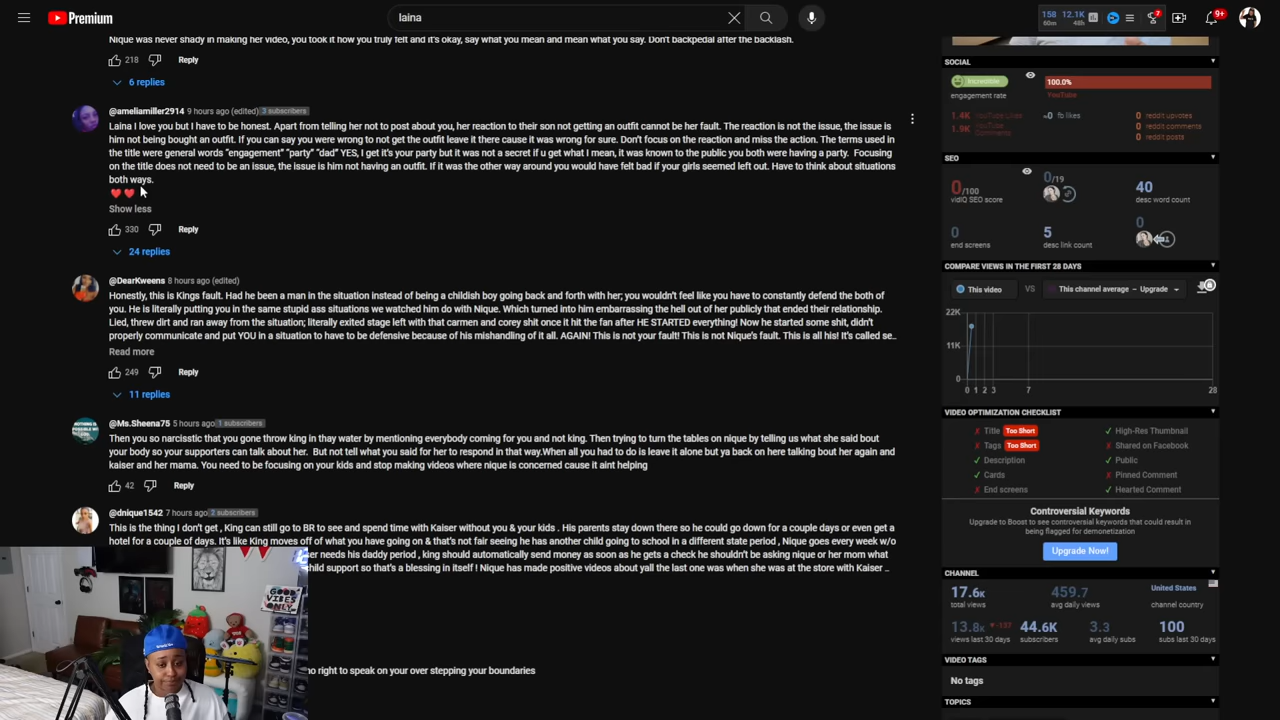 Premium
laina
158
60m
12.1K
48h
7
9+
Nique was never shady in making her video, you took it how you truly felt and it's okay, say what you mean and mean what you say. Don't backpedal after the backlash.
218 Reply
6 replies
@ameliamiller2914 9 hours ago (edited) 3 subscribers
Laina I love you but I have to be honest. Apart from telling her not to post about you, her reaction to their son not getting an outfit cannot be her fault. The reaction is not the issue, the issue is
him not being bought an outfit. If you can say you were wrong to not get the outfit leave it there cause it was wrong for sure. Don't focus on the reaction and miss the action. The terms used in
the title were general words "engagement" "party" "dad" YES, I get it's your party but it was not a secret if u get what I mean, it was known to the public you both were having a party. Focusing
on the title does not need to be an issue, the issue is him not having an outfit. If it was the other way around you would have felt bad if your girls seemed left out. Have to think about situations
both ways.
Show less
330 Reply
24 replies
@DearKweens 8 hours ago (edited)
Honestly, this is Kings fault. Had he been a man in the situation instead of being a childish boy going back and forth with her; you wouldn't feel like you have to constantly defend the both of
you. He is literally putting you in the same stupid ass situations we watched him do with Nique. Which turned into him embarrassing the hell out of her publicly that ended their relationship.
Lied, threw dirt and ran away from the situation; literally exited stage left with that carmen and corey shit once it hit the fan after HE STARTED everything! Now he started some shit, didn't
properly communicate and put YOU in a situation to have to be defensive because of his mishandling of it all. AGAIN! This is not your fault! This is not Nique's fault. This is all his! It's called se...
Read more
249 Reply
11 replies
@Ms.Sheena75 5 hours ago 1 subscribers
Then you so narcisstic that you gone throw king in thay water by mentioning everybody coming for you and not king. Then trying to turn the tables on nique by telling us what she said bout
your body so your supporters can talk about her. But not tell what you said for her to respond in that way.When all you had to do is leave it alone but ya back on here talking bout her again and
kaiser and her mama. You need to be focusing on your kids and stop making videos where nique is concerned cause it aint helping
42 Reply
@dnique1542 7 hours ago 3 subscribers
This is the thing I don't get , King can still go to BR to see and spend time with Kaiser without you & your kids . His parents stay down there so he could go down for a couple days or even get a
hotel for a couple of days. It's like King moves off of what you have going on & that's not fair seeing he has another child going to school in a different state period , Nique goes every week w/o
ser needs his daddy period , king should automatically send money as soon as he gets a check he shouldn't be asking nique or her mom what
child support so that's a blessing in itself ! Nique has made positive videos about yall the last one was when she was at the store with Kaiser ..
no right to speak on your over stepping your boundaries
GOOD
VIBES
ONLY
SOCIAL
Incredible
engagement rate
100.0%
YouTube
1.4K YouTube Likes
0 fb likes
0 reddit upvotes
0 reddit comments
0 reddit posts
SEO
0/100
vidIQ SEO score
0/19
40
desc word count
0
end screens
5
desc link count
0
COMPARE VIEWS IN THE FIRST 28 DAYS
This video VS This channel average – Upgrade
22K
11K
0
0 1 2 3 7 28
VIDEO OPTIMIZATION CHECKLIST
Title Too Short
High-Res Thumbnail
Tags Too Short
Shared on Facebook
Description
Public
Cards
Pinned Comment
End screens
Hearted Comment
Controversial Keywords
Upgrade to Boost to see controversial keywords that could result in
being flagged for demonetization
Upgrade Now!
CHANNEL
17.6K
total views
459.7
avg daily views
United States
channel country
13.8K -137
views last 30 days
44.6K
subscribers
3.3
avg daily subs
100
subs last 30 days
VIDEO TAGS
No tags
TOPICS